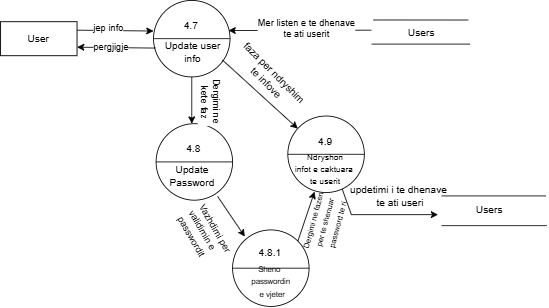 User
jep info
pergjigje
4.7
Update user
info
Mer listen e te dhenave
te ati userit
Users
faza per ndryshim
te infove
Dergimi ne
kete faz
4.8
Update
Password
4.9
Ndryshon
infot e caktuara
te userit
updetimi i te dhenave
te ati useri
Users
Vazhdimi per
validimin e
passwordit
Dergimi ne fazen
per te shenuar
password te ri
4.8.1
Sheno
passwordin
e vjeter